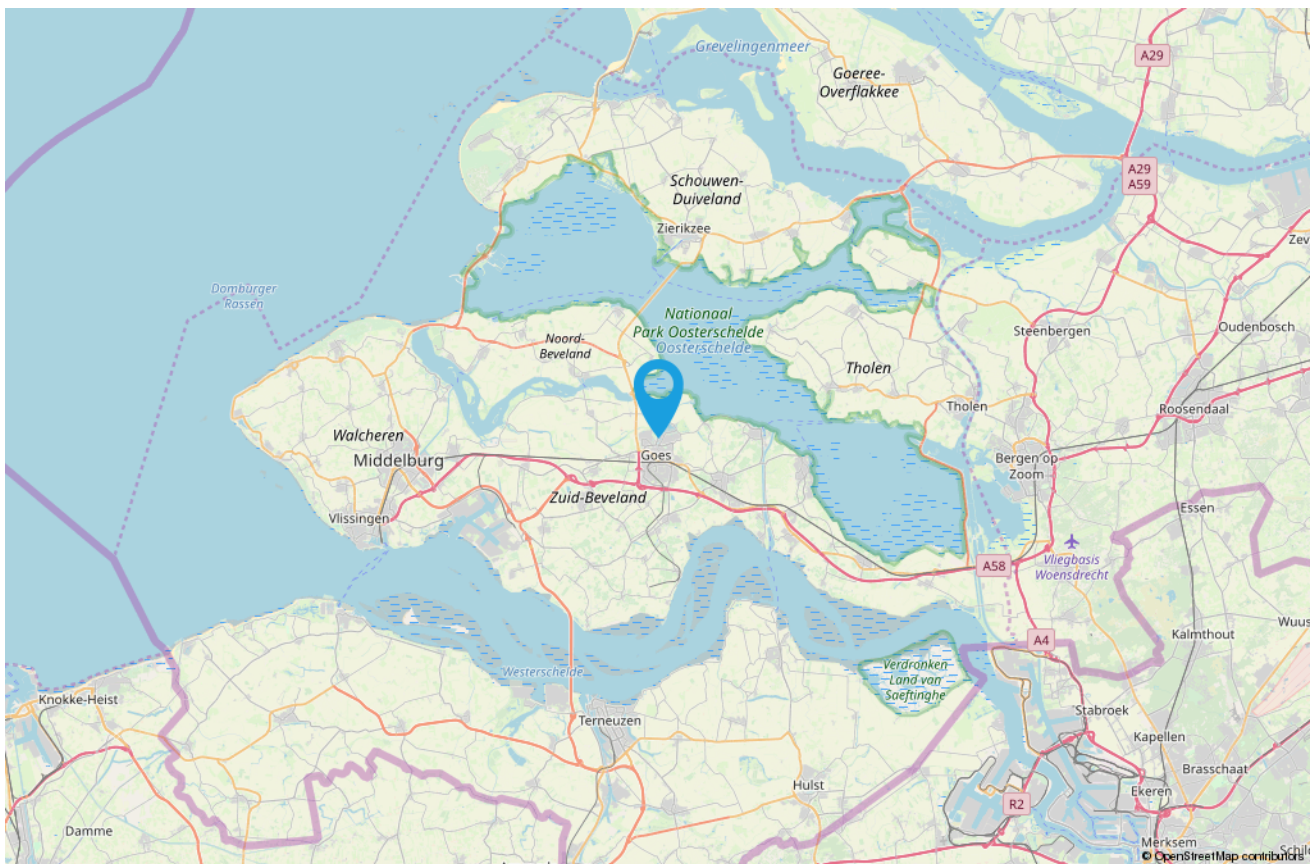 Grevelingenmeer
A29
Goeree-
Overflakkee
A29
A59
Schouwen-
Duiveland
Zierikzee
Zev
Domburger
Rassen
Nationaal
Park Oosterschelde
Oosterschelde
Noord-
Beveland
Steenbergen
Oudenbosch
Tholen
Tholen
Roosendaal
Walcheren
Middelburg
Goes
Bergen op
Zoom
Zuid-Beveland
Vlissingen
Essen
A58
Vliegbasis
Woensdrecht
A4
Kalmthout
Wuus
Westerschelde
Verdronken
Land van
Saeftinghe
Knokke-Heist
Terneuzen
Stabroek
Kapellen
Brasschaat
Hulst
Ekeren
R2
Damme
Merksem
© OpenStreetMap contributors